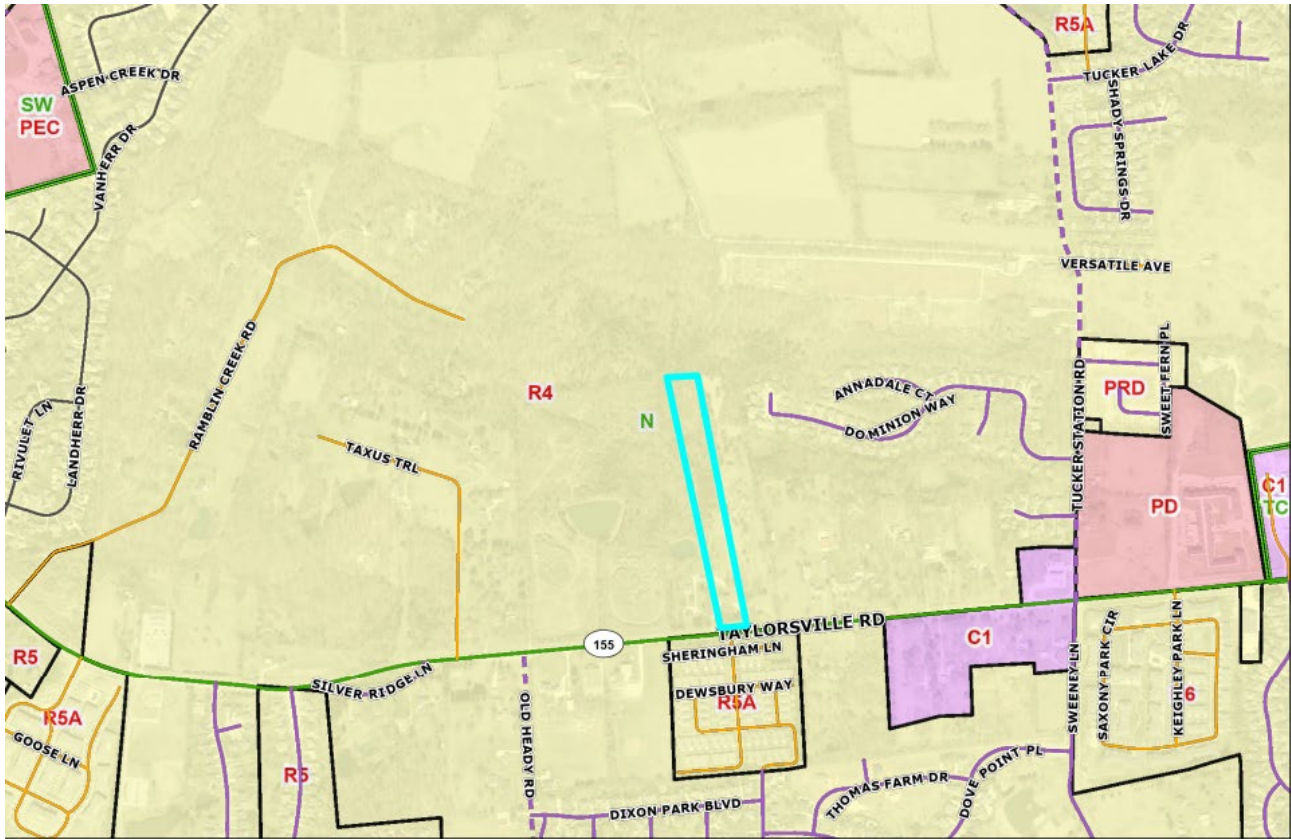 R5A
TUCKER LAKE DR
ASPEN CREEK DR
SW
PEC
SHADY SPRINGS DR
VANHERR DR
VERSATILE AVE
RAMBLIN CREEK RD
RIVULET LN
LANDHERR DR
R4
N
ANNADALE CT
DOMINION WAY
TUCKER STATION RD
PRD
SWEET FERN PL
TAXUS TRL
PD
C1
TC
TAYLORSVILLE RD
155
C1
SHERINGHAM LN
R5
SILVER RIDGE LN
DEWSBURY WAY
R5A
OLD HEADY RD
SWEENEY LN
SAXONY PARK CIR
KEIGHLEY PARK LN
6
R5A
GOOSE LN
R5
DIXON PARK BLVD
THOMAS FARM DR
DOVE POINT PL